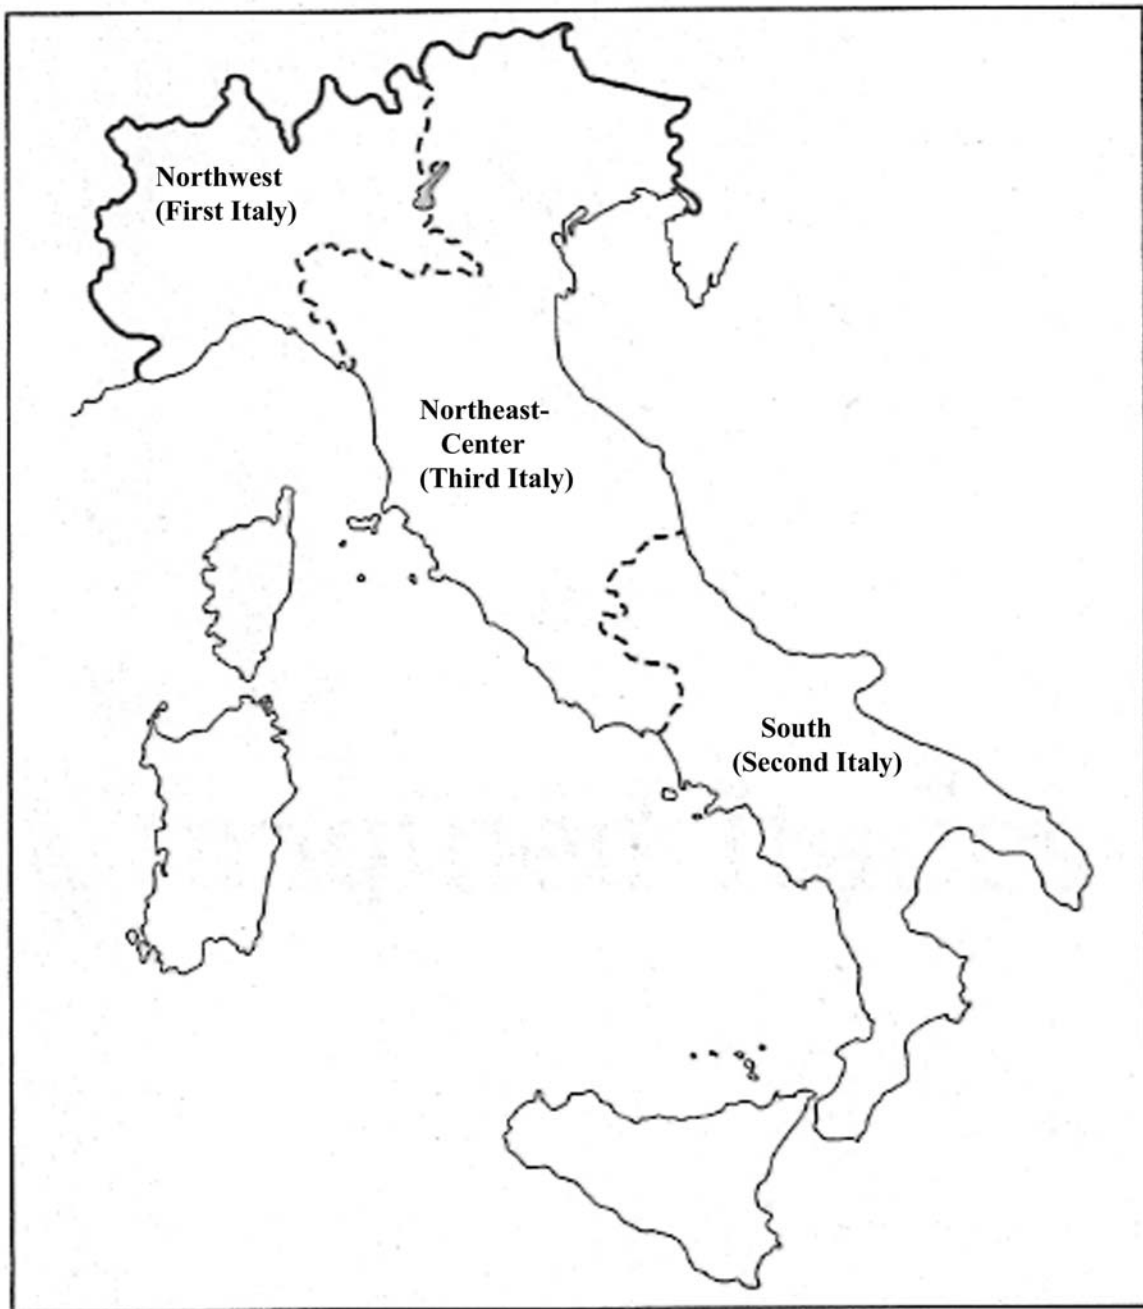 Northwest
(First Italy)
Northeast-
Center
(Third Italy)
South
(Second Italy)